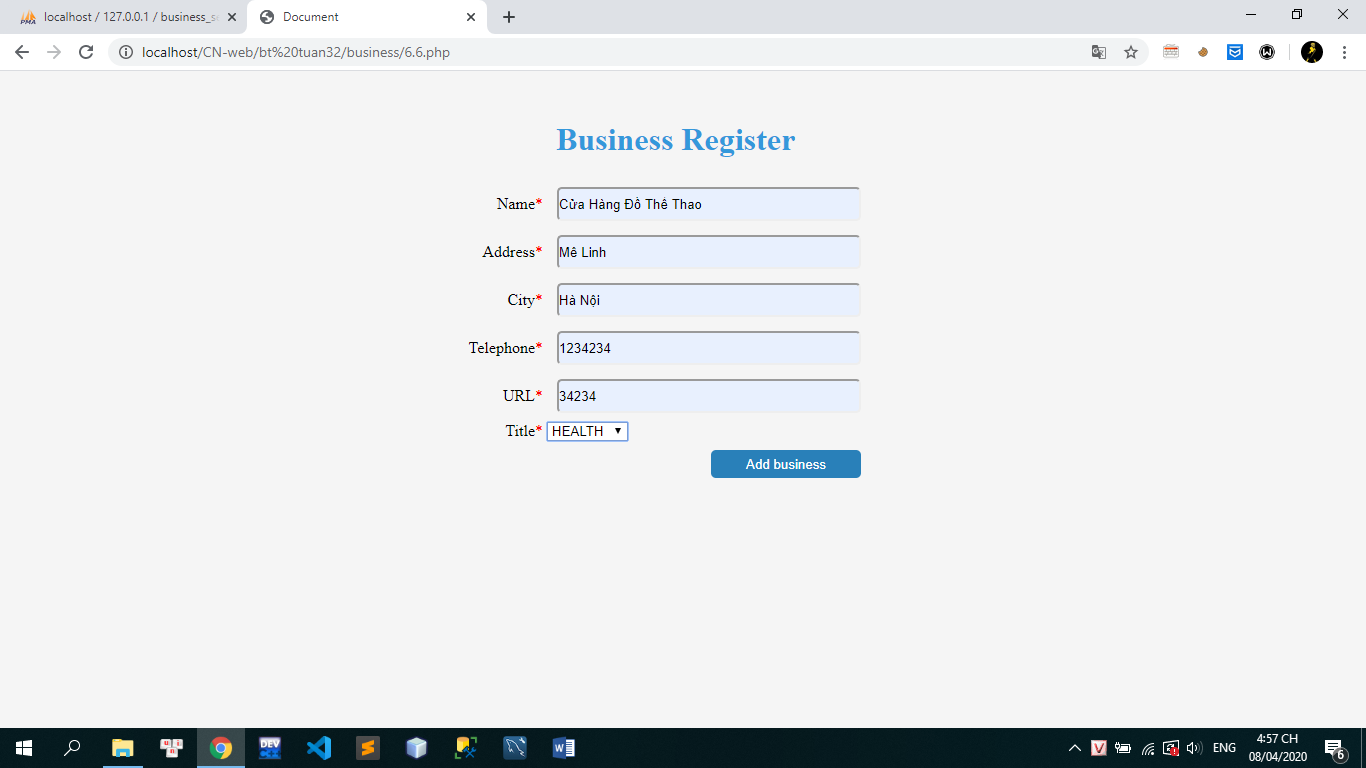 PMA localhost / 127.0.0.1 / business_s
Document
localhost/CN-web/bt%20tuan32/business/6.6.php
Business Register
Name* Cửa Hàng Đồ Thể Thao
Address* Mê Linh
City* Hà Nội
Telephone* 1234234
URL* 34234
Title* HEALTH
Add business
DEV
V
ENG
4:57 CH
08/04/2020
6